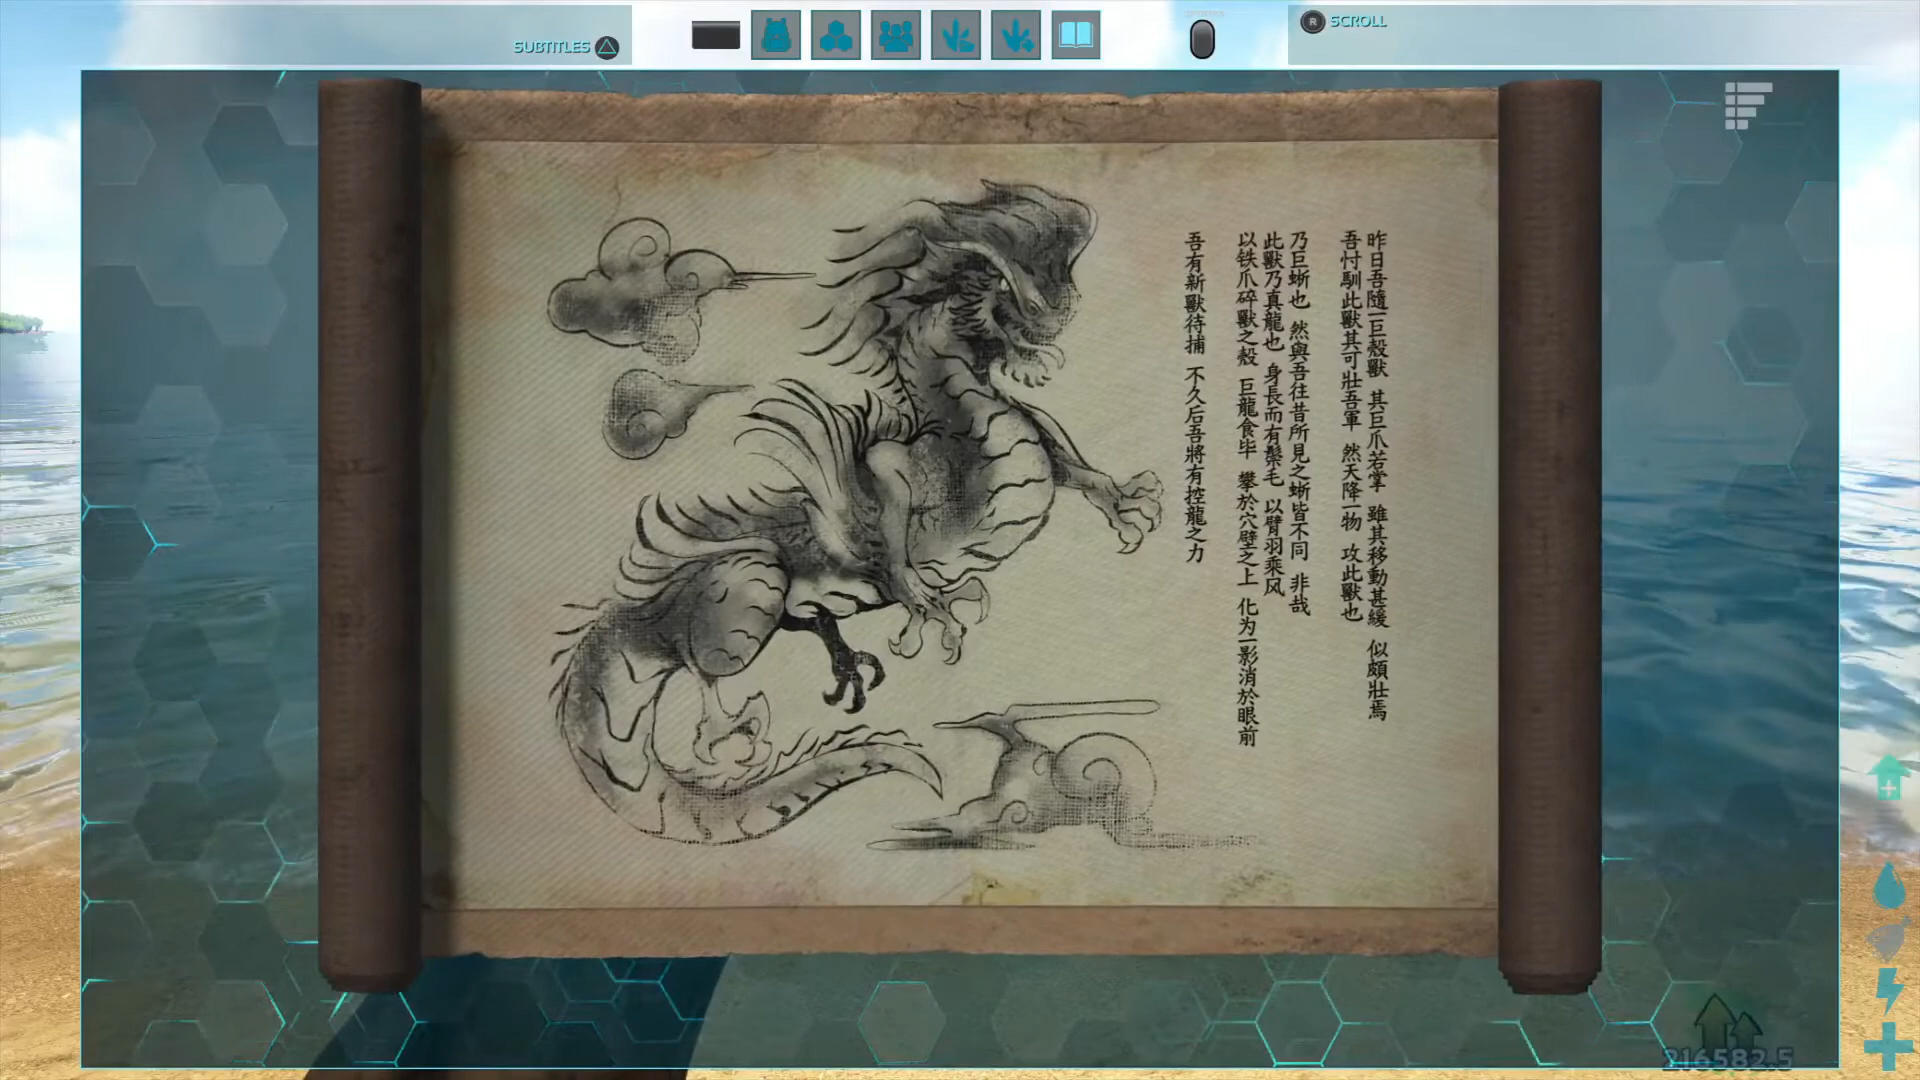 SUBTITLES
SCROLL
昨日吾隨一巨殼獸 其巨爪若掌 雖其移動甚緩 似頗壯焉
吾忖馴此獸其可壯吾軍 然天降一物 攻此獸也
乃巨蜥也 然與吾往昔所見之蜥皆不同 非哉
此獸乃真龍也 身長而有鬃毛 以臂羽乘风
以铁爪碎獸之殼 巨龍食毕 攀於穴壁之上 化为一影消於眼前
吾有新獸待捕 不久后吾將有控龍之力
216582.5